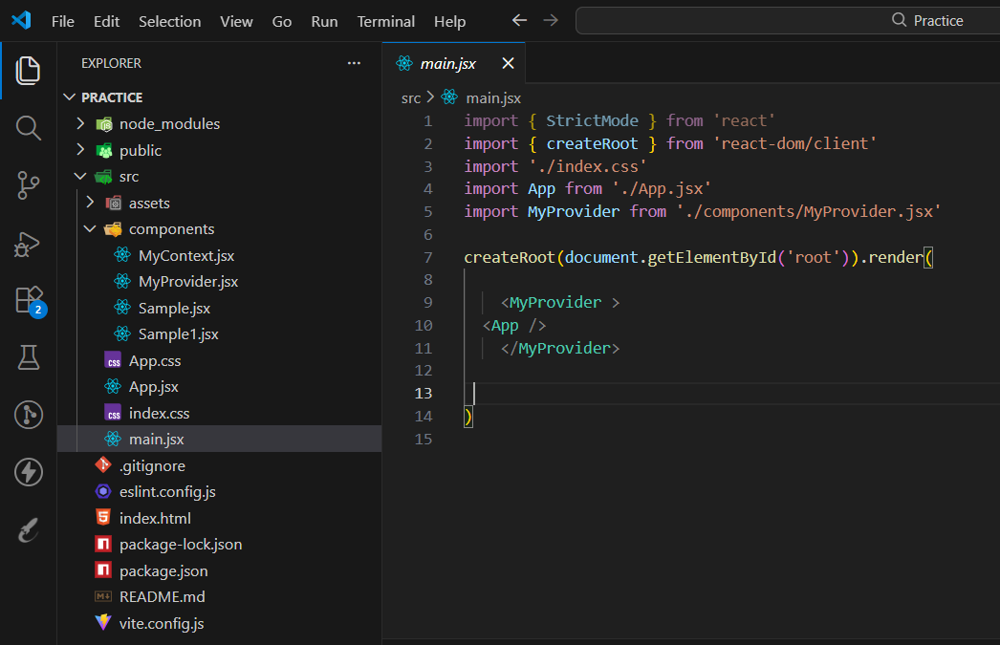 File Edit Selection View Go Run Terminal Help
Practice
EXPLORER
PRACTICE
node_modules
public
src
assets
components
MyContext.jsx
MyProvider.jsx
Sample.jsx
Sample1.jsx
App.css
App.jsx
index.css
main.jsx
.gitignore
eslint.config.js
index.html
package-lock.json
package.json
README.md
vite.config.js
2
main.jsx
src > main.jsx
1 import { StrictMode } from 'react'
2 import { createRoot } from 'react-dom/client'
3 import './index.css'
4 import App from './App.jsx'
5 import MyProvider from './components/MyProvider.jsx'
6
7 createRoot(document.getElementById('root')).render(
8
9 <MyProvider >
10 <App />
11 </MyProvider>
12
13
14 )
15